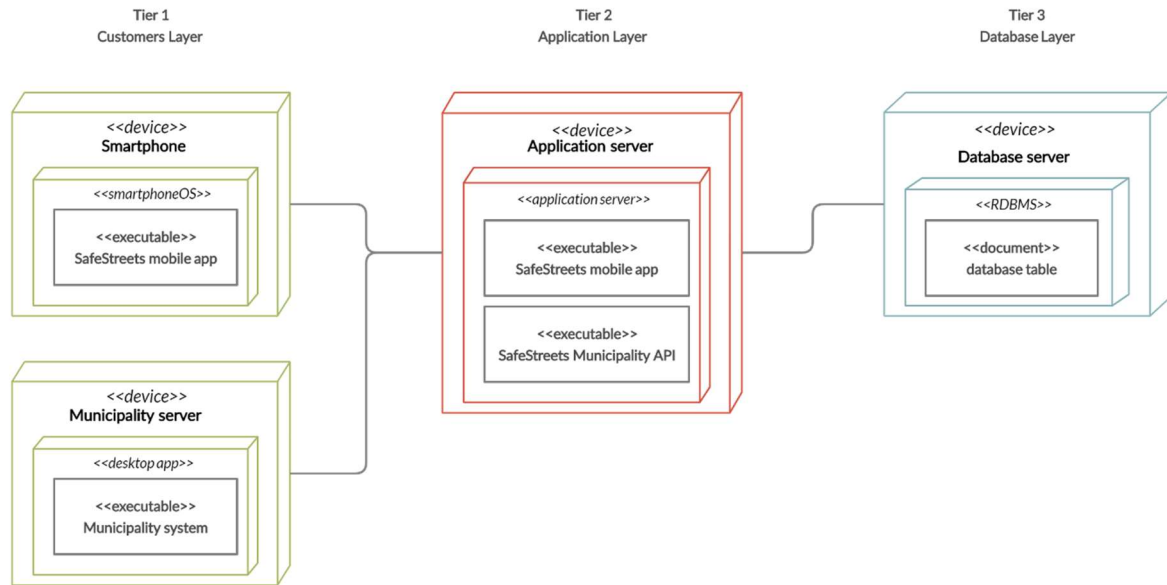 Tier 1
Customers Layer
Tier 2
Application Layer
Tier 3
Database Layer
<<device>>
Smartphone
<<smartphoneOS>>
<<executable>>
SafeStreets mobile app
<<device>>
Municipality server
<<desktop app>>
<<executable>>
Municipality system
<<device>>
Application server
<<application server>>
<<executable>>
SafeStreets mobile app
<<executable>>
SafeStreets Municipality API
<<device>>
Database server
<<RDBMS>>
<<document>>
database table